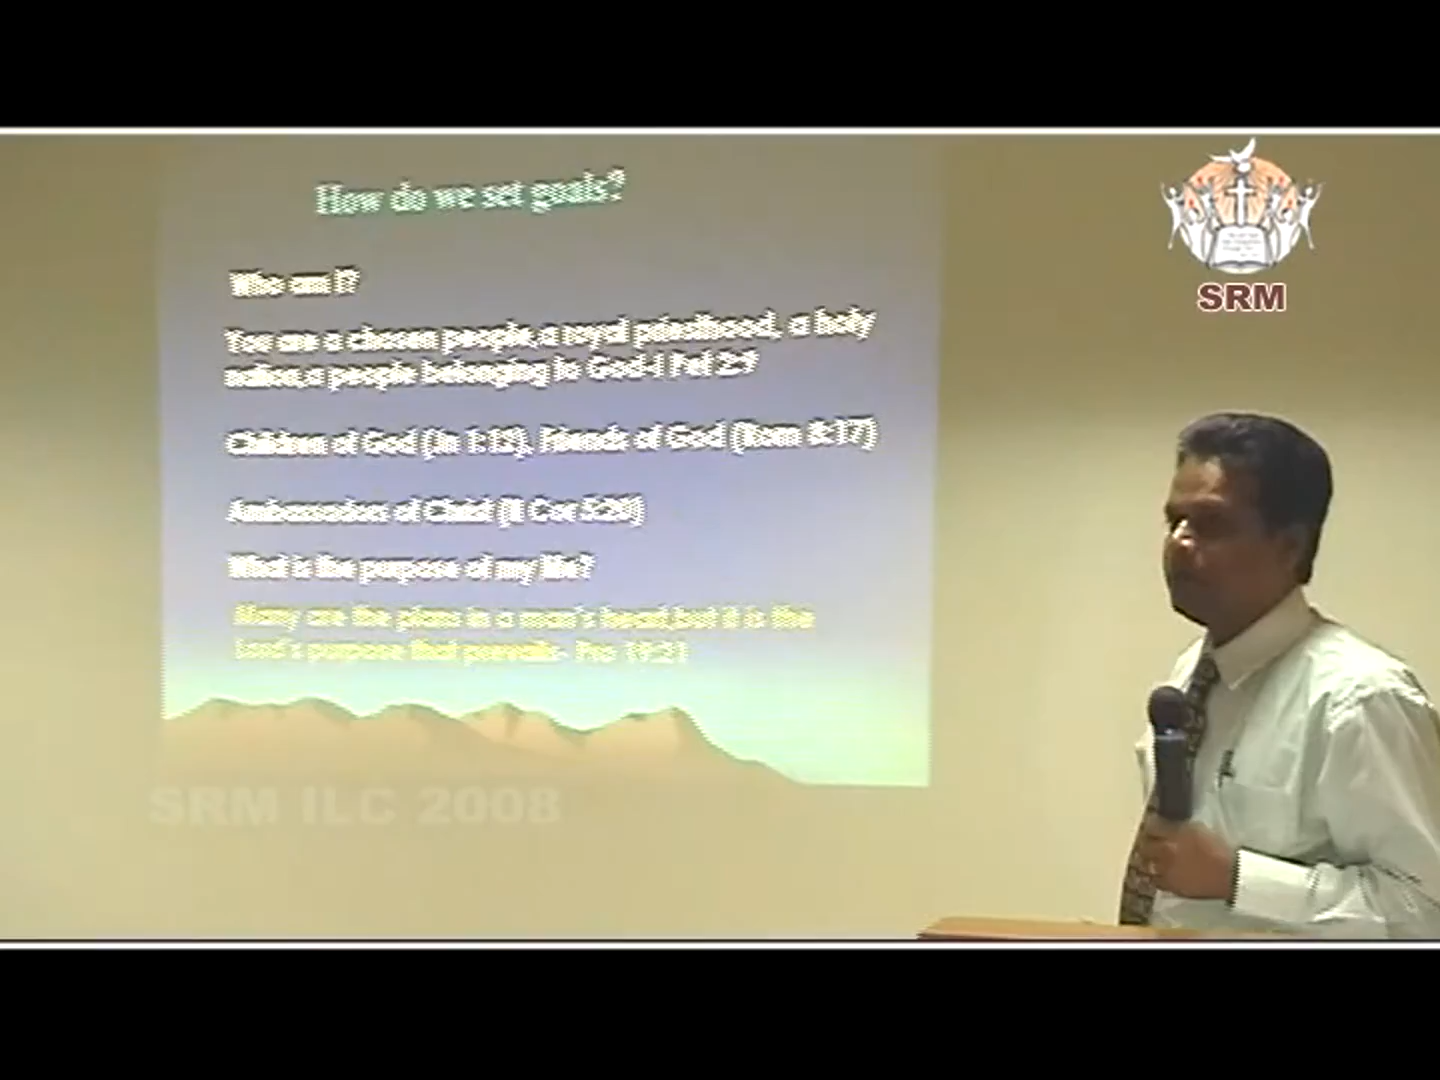 How do we set goals?
SRM
Who am I?
You are a chosen people,a royal priesthood, a holy
nation,a people belonging to God-I Pet 2:9
Children of God (Jn 1:12), Friends of God (Rom 8:17)
Ambassadors of Christ (II Cor 5:20)
What is the purpose of my life?
Many are the plans in a man's heart,but it is the
Lord's purpose that prevails- Pro 19:21
SRM ILC 2008